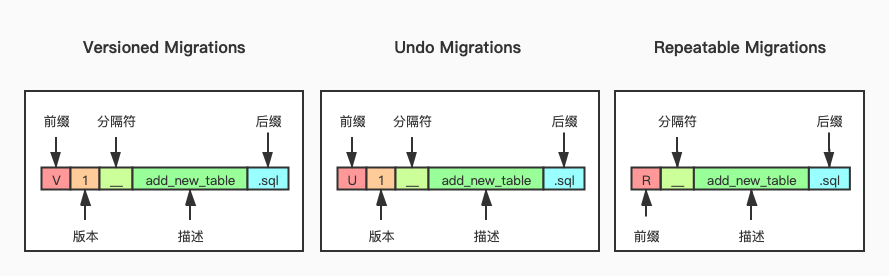 Versioned Migrations
前缀 分隔符 后缀
V 1 __ add_new_table .sql
版本 描述
Undo Migrations
前缀 分隔符 后缀
U 1 __ add_new_table .sql
版本 描述
Repeatable Migrations
分隔符 后缀
R __ add_new_table .sql
前缀 描述